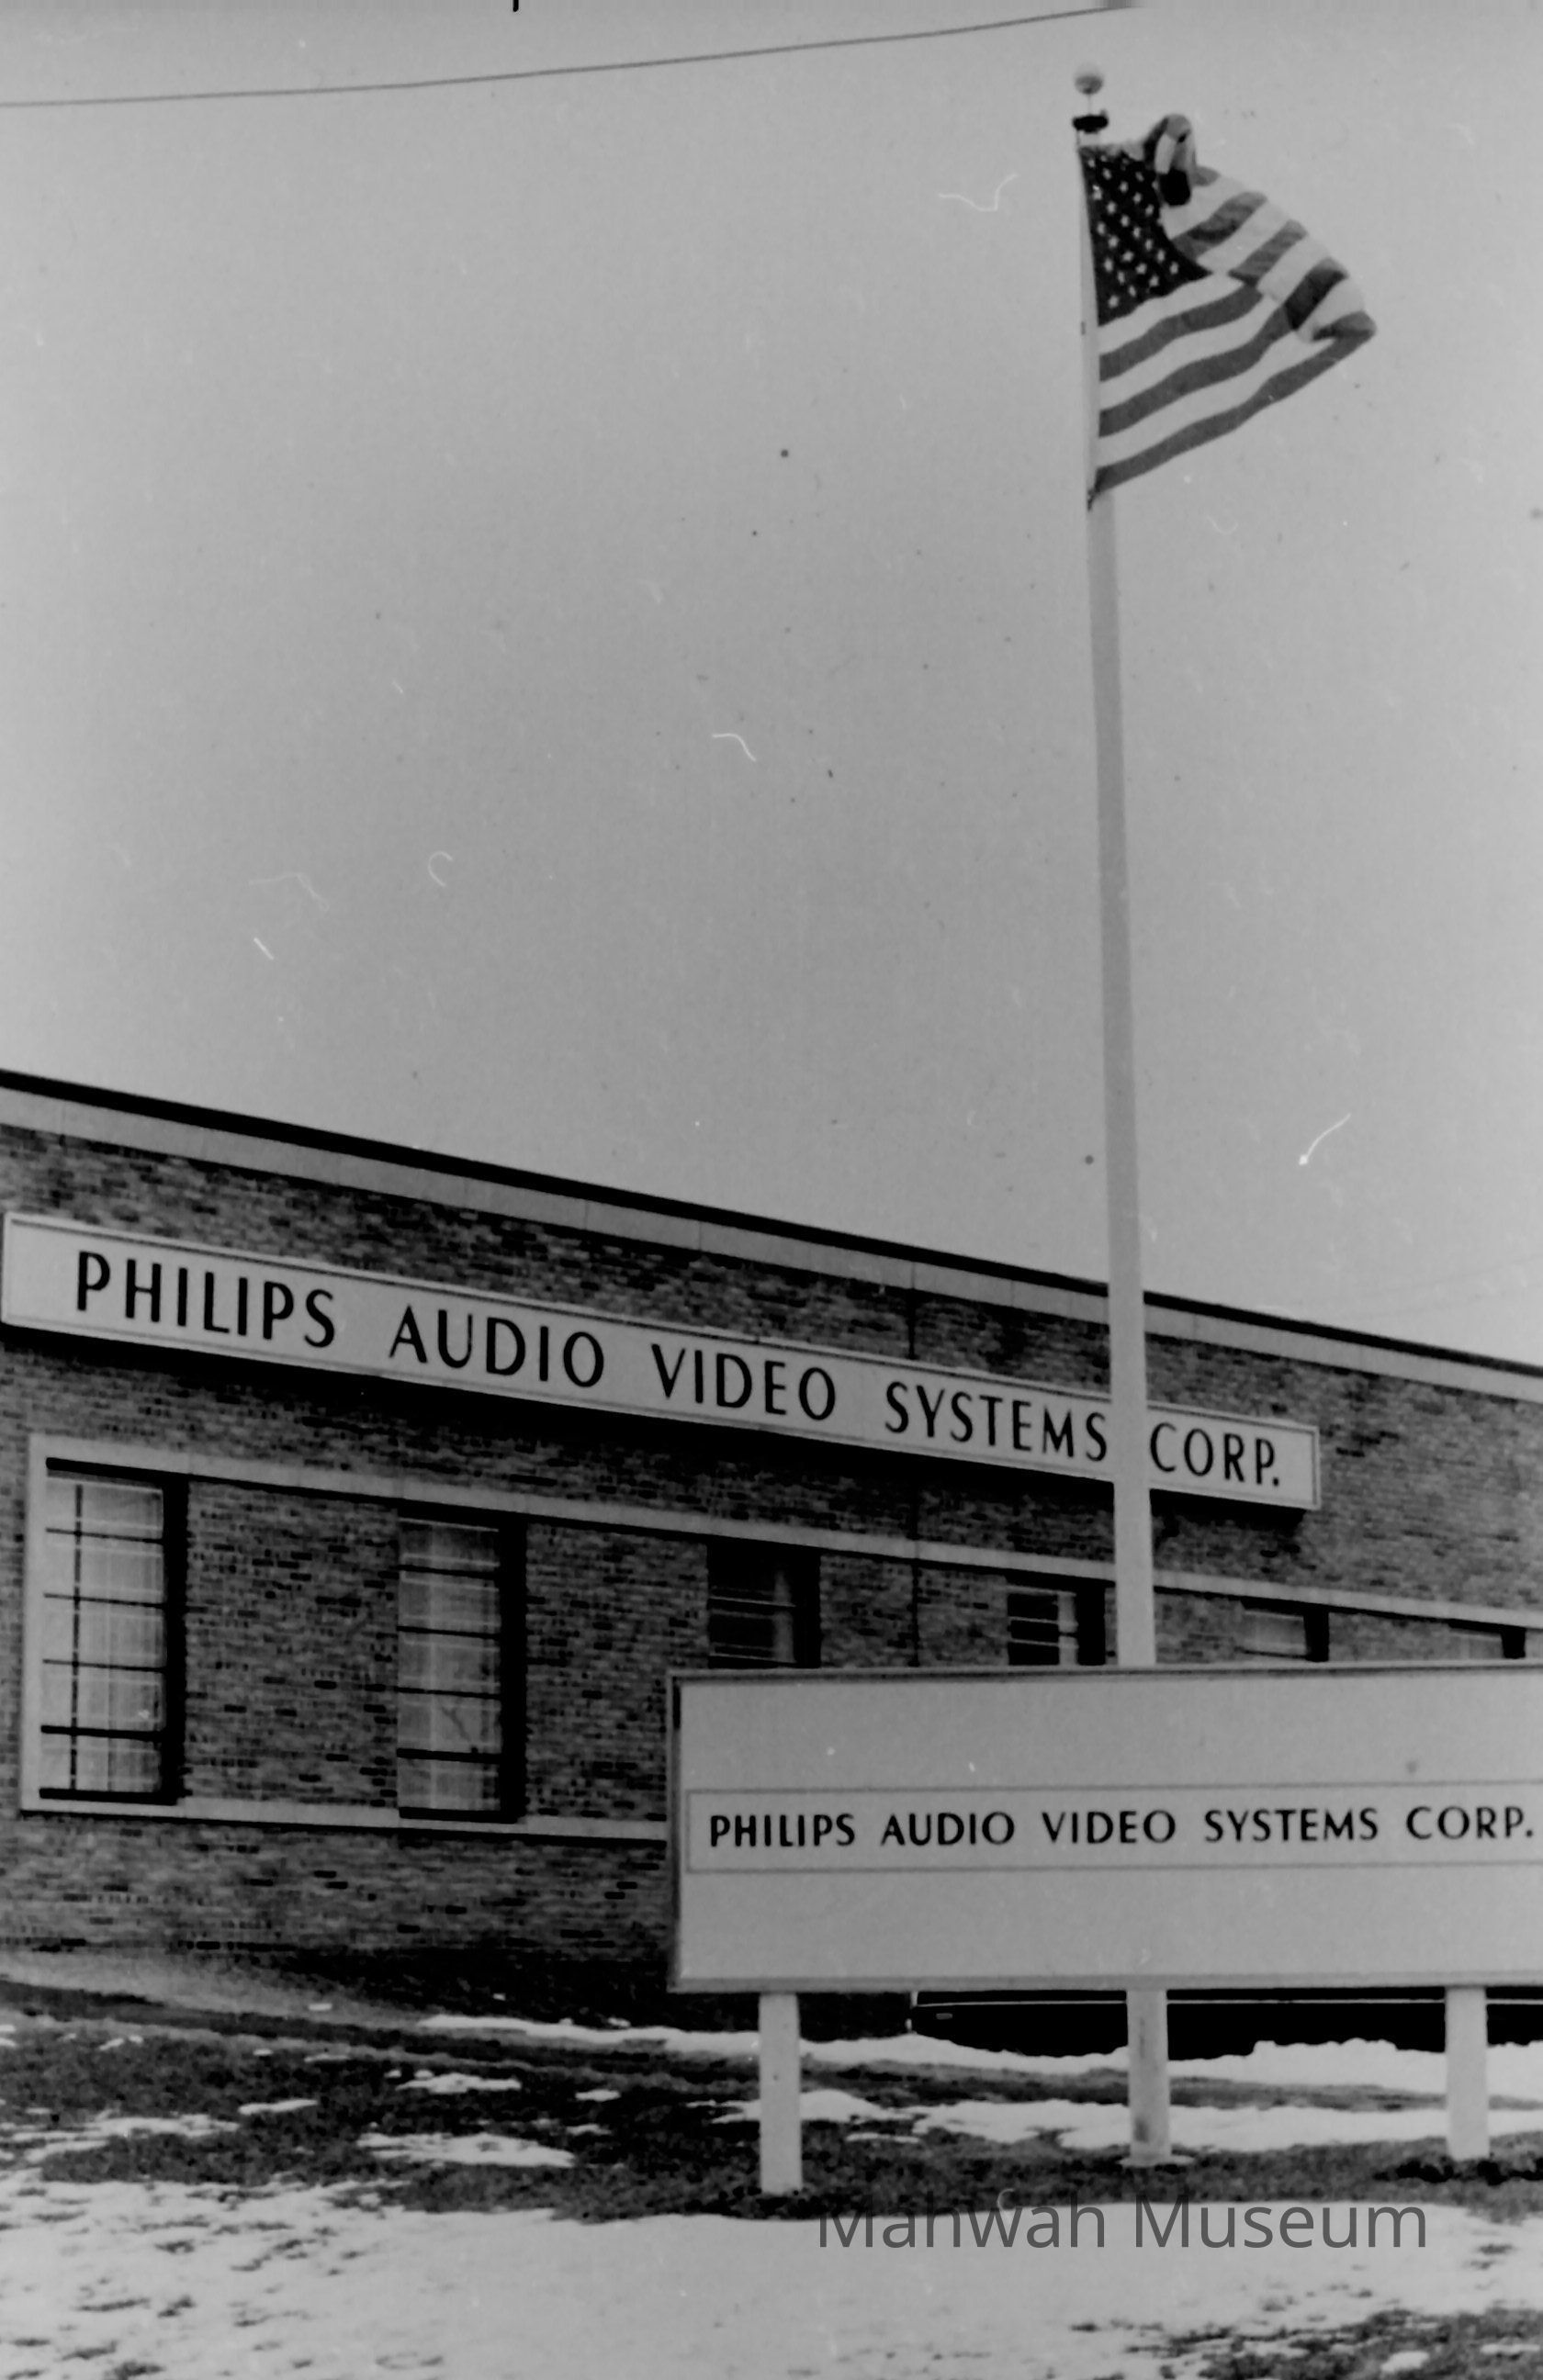 PHILIPS AUDIO VIDEO SYSTEMS CORP.
PHILIPS AUDIO VIDEO SYSTEMS CORP.
Mahwah Museum